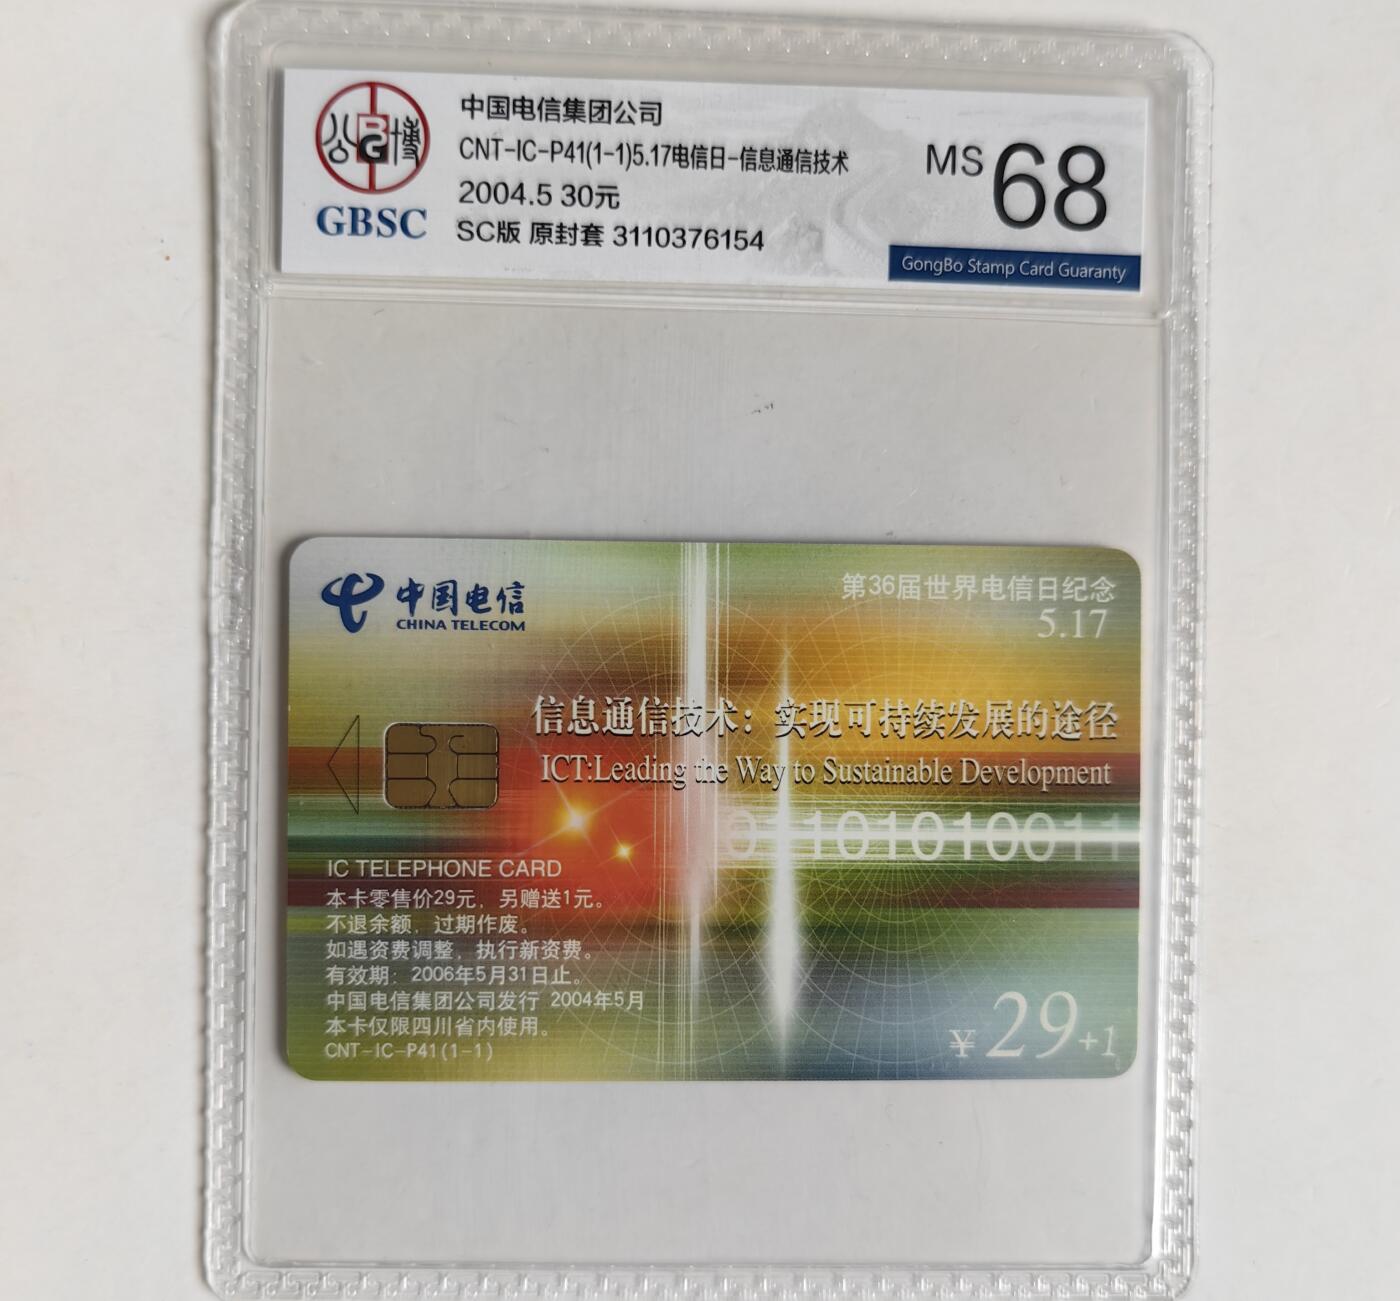 公 BG 博
GBSC
中国电信集团公司
CNT-IC-P41(1-1)5.17电信日-信息通信技术
2004.5 30元
SC版 原封套 3110376154
MS 68
GongBo Stamp Card Guaranty
中国电信
CHINA TELECOM
第36届世界电信日纪念
5.17
信息通信技术：实现可持续发展的途径
ICT:Leading the Way to Sustainable Development
01101010011
IC TELEPHONE CARD
本卡零售价29元，另赠送1元。
不退余额，过期作废。
如遇资费调整，执行新资费。
有效期：2006年5月31日止。
中国电信集团公司发行 2004年5月
本卡仅限四川省内使用。
CNT-IC-P41(1-1)
¥29+1